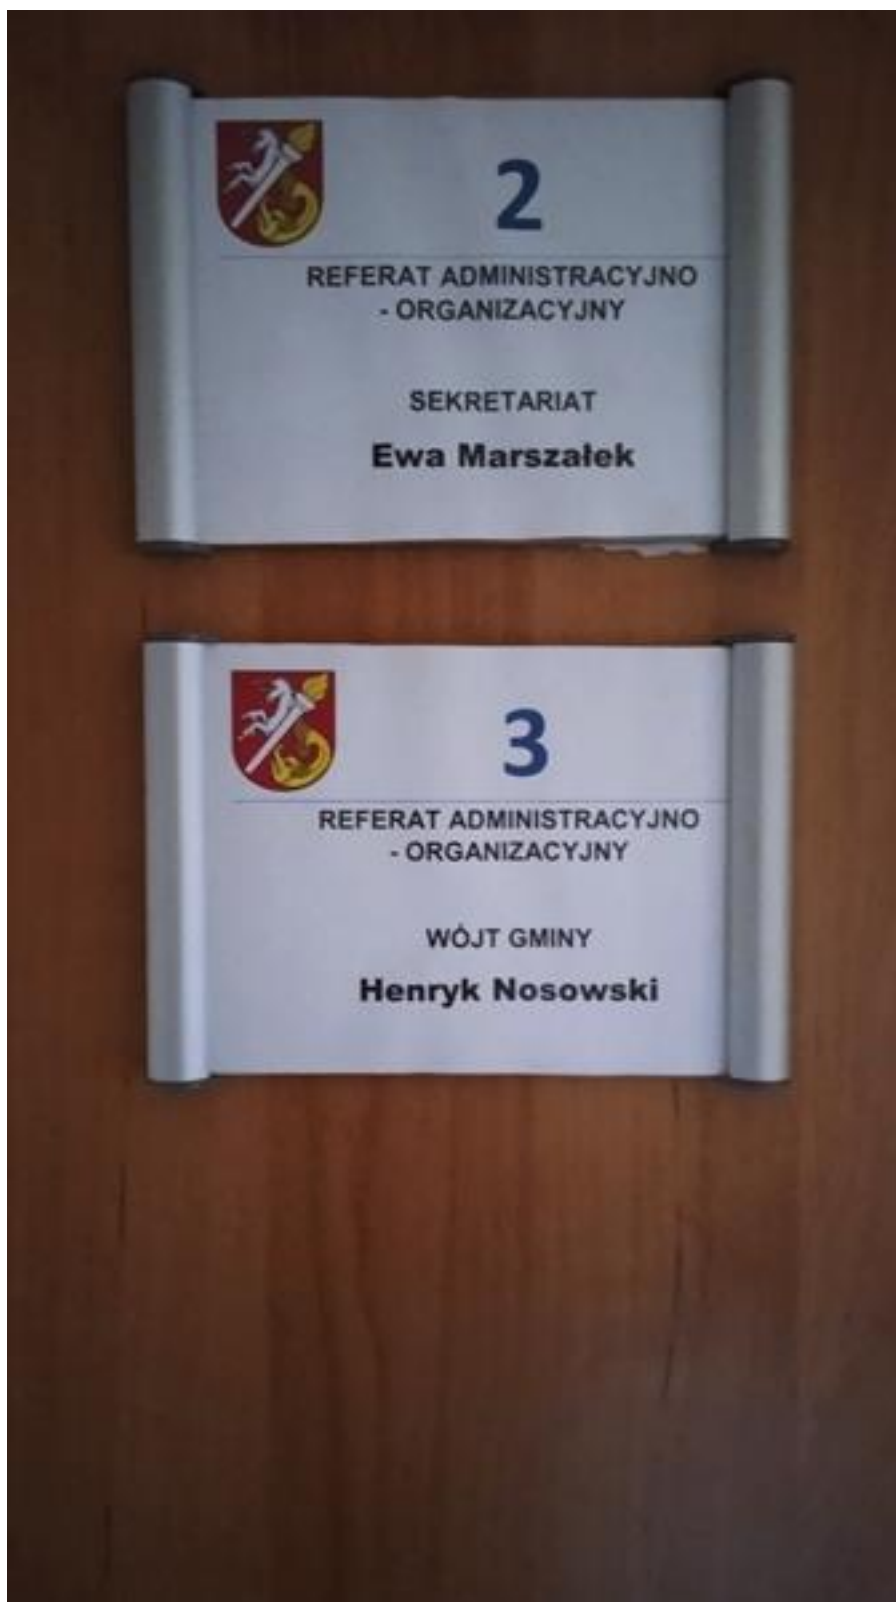 2
REFERAT ADMINISTRACYJNO
- ORGANIZACYJNY
SEKRETARIAT
Ewa Marszałek
3
REFERAT ADMINISTRACYJNO
- ORGANIZACYJNY
WÓJT GMINY
Henryk Nosowski